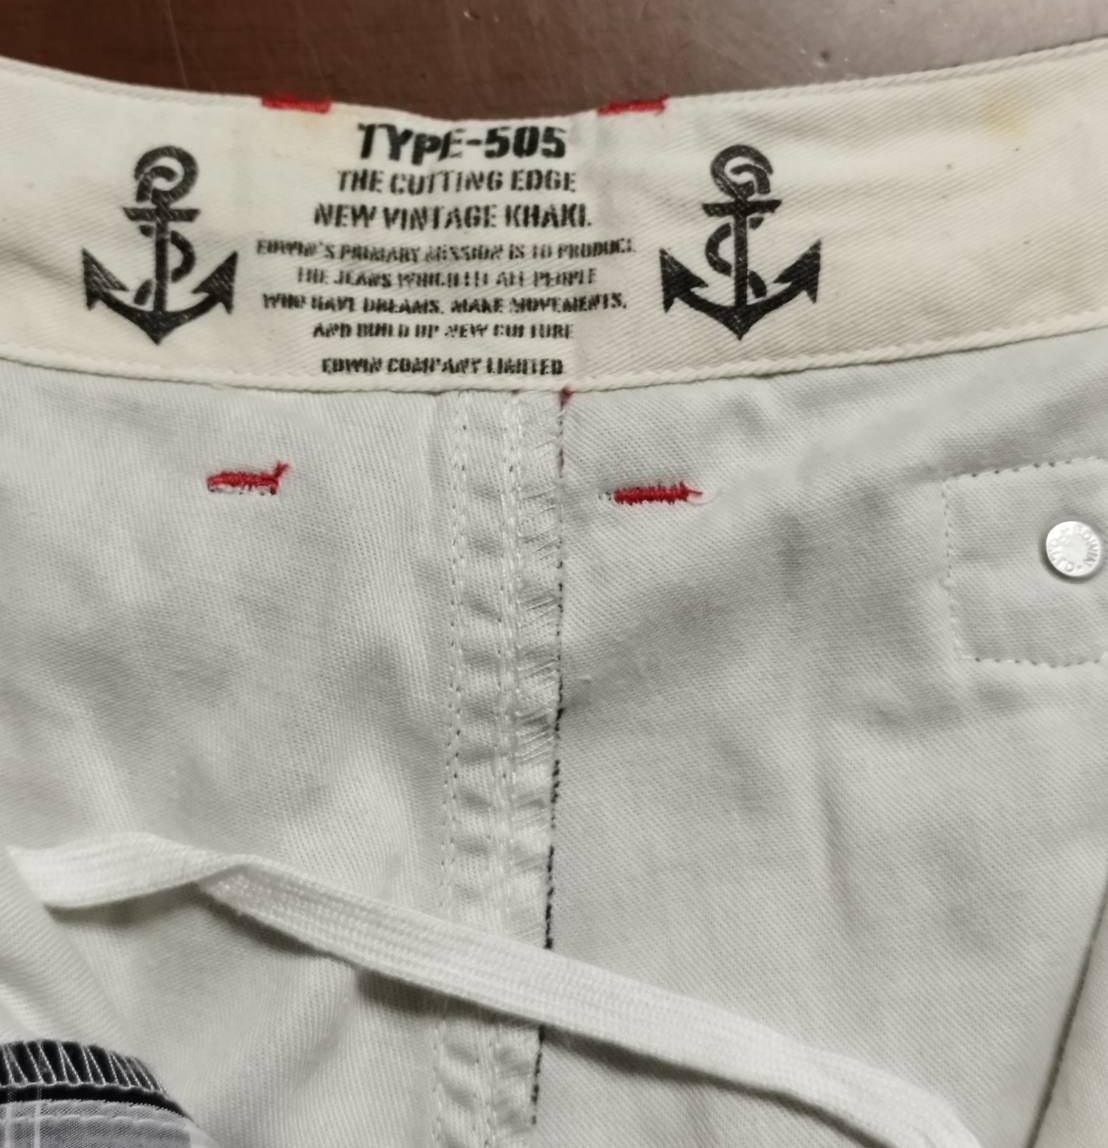 TYPE-505
THE CUTTING EDGE
NEW VINTAGE KHAKI.
EDWIN'S PRIMARY MISSION IS TO PRODUCE
THE JEANS WHICH ALL PEOPLE
WHO HAVE DREAMS, MAKE MOVEMENTS,
AND BUILD UP NEW CULTURE
EDWIN COMPANY LIMITED
EDWIN